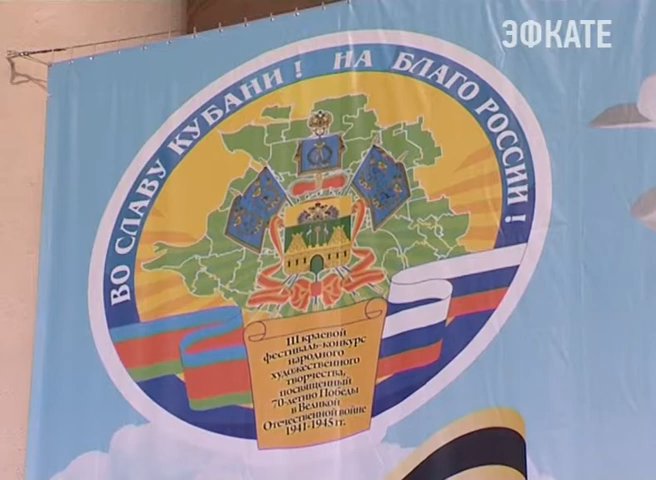 ЭФКАТЕ
ВО СЛАВУ КУБАНИ! НА БЛАГО РОССИИ!
III краевой
фестиваль-конкурс
народного
художественного
творчества,
посвященный
70-летию Победы
в Великой
Отечественной войне
1941-1945 гг.